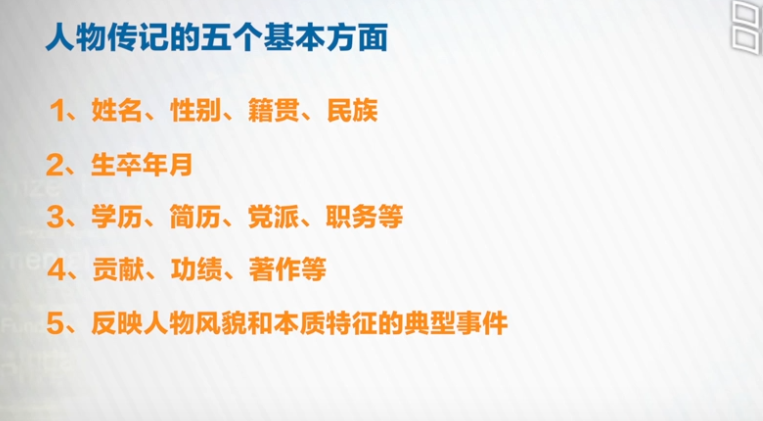 人物传记的五个基本方面
1、姓名、性别、籍贯、民族
2、生卒年月
3、学历、简历、党派、职务等
4、贡献、功绩、著作等
5、反映人物风貌和本质特征的典型事件